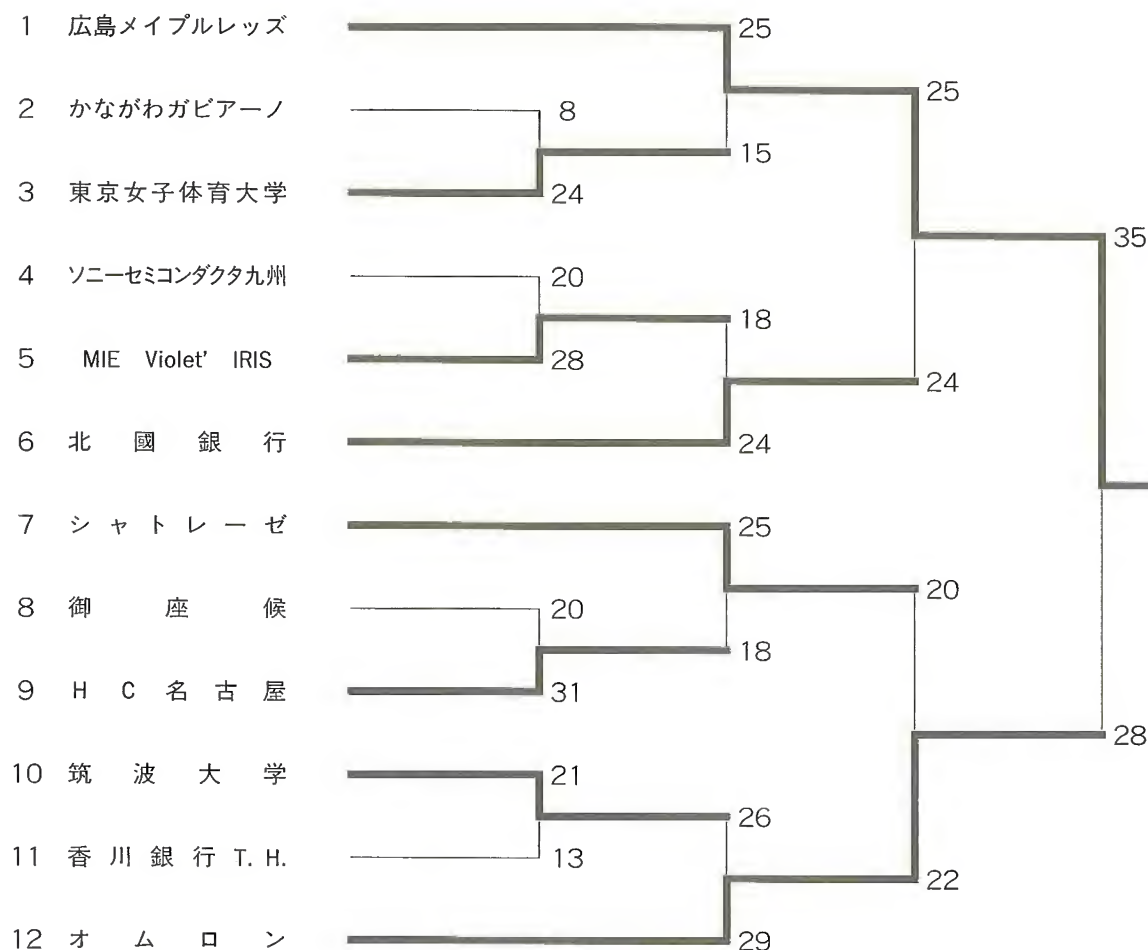 1 広島メイプルレッズ 25
25
2 かながわガビアーノ 8
15
3 東京女子体育大学 24
35
4 ソニーセミコンダクタ九州 20
18
5 MIE Violet' IRIS 28
24
6 北國銀行 24
7 シャトレーゼ 25
20
8 御座候 20
18
9 HC名古屋 31
28
10 筑波大学 21
26
11 香川銀行T.H. 13
22
12 オムロン 29